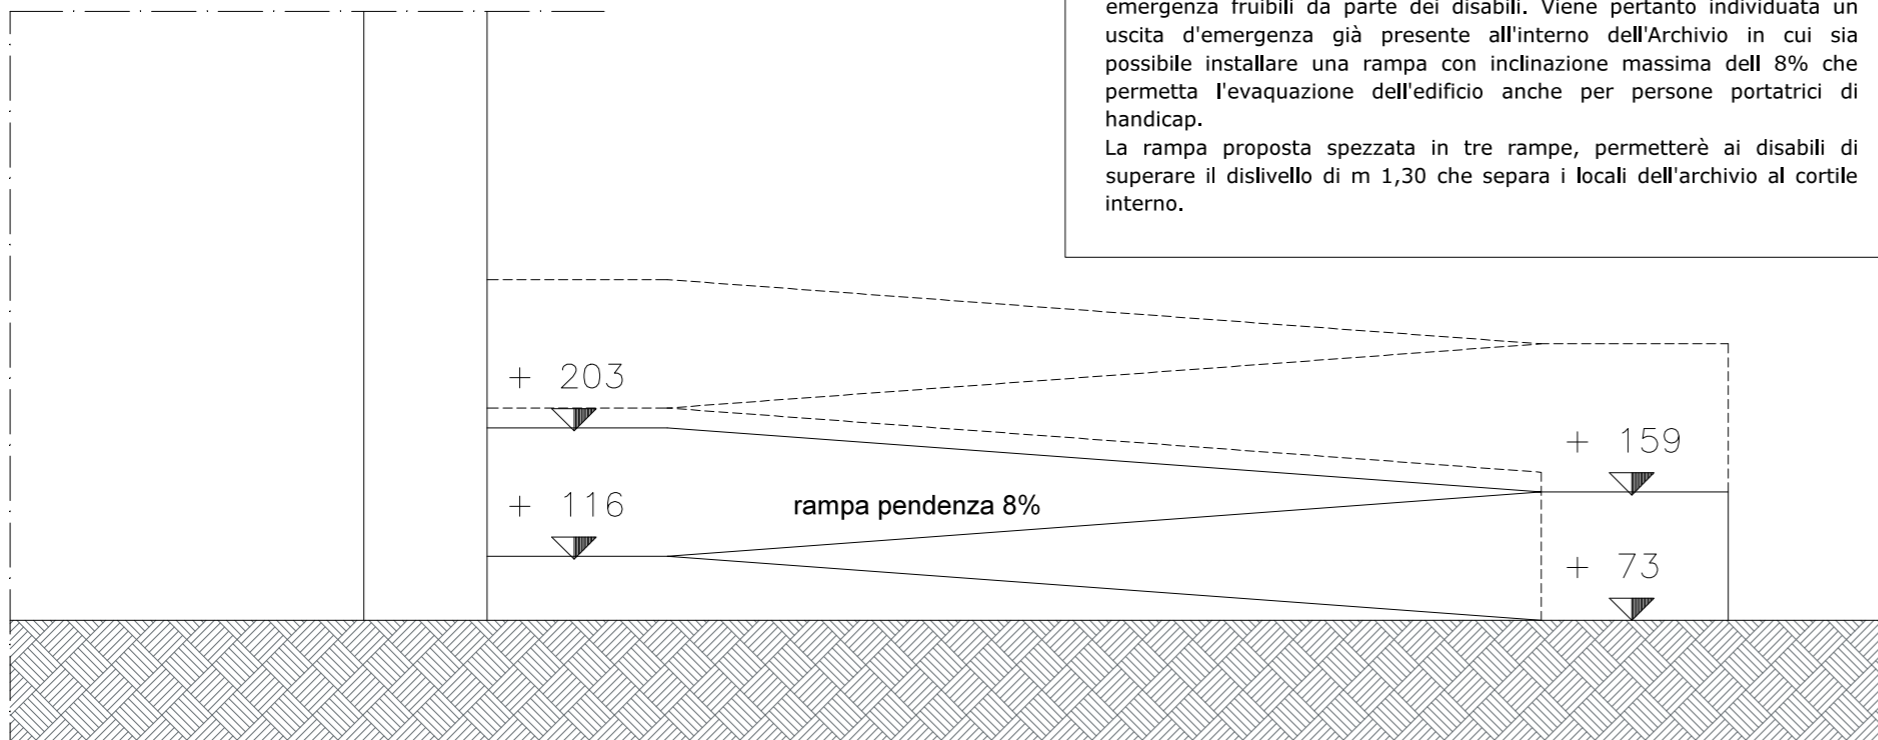 emergenza fruibili da parte dei disabili. Viene pertanto individuata un
uscita d'emergenza già presente all'interno dell'Archivio in cui sia
possibile installare una rampa con inclinazione massima dell 8% che
permetta l'evaquazione dell'edificio anche per persone portatrici di
handicap.
La rampa proposta spezzata in tre rampe, permetterè ai disabili di
superare il dislivello di m 1,30 che separa i locali dell'archivio al cortile
interno.
+ 203
+ 159
+ 116
rampa pendenza 8%
+ 73